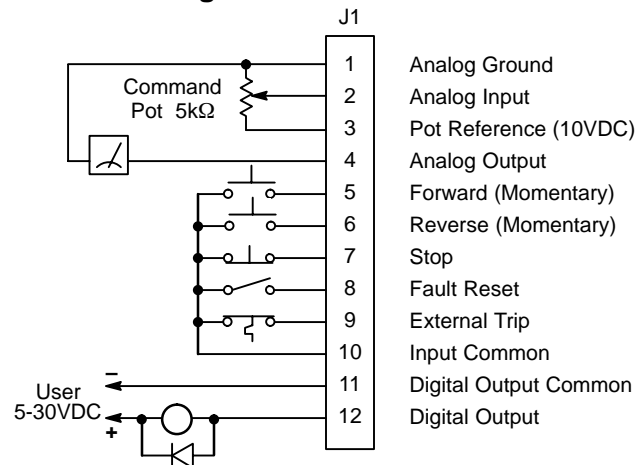 J1
1 Analog Ground
Command
Pot 5kΩ
2 Analog Input
3 Pot Reference (10VDC)
4 Analog Output
5 Forward (Momentary)
6 Reverse (Momentary)
7 Stop
8 Fault Reset
9 External Trip
10 Input Common
11 Digital Output Common
–
User
5-30VDC
+
12 Digital Output